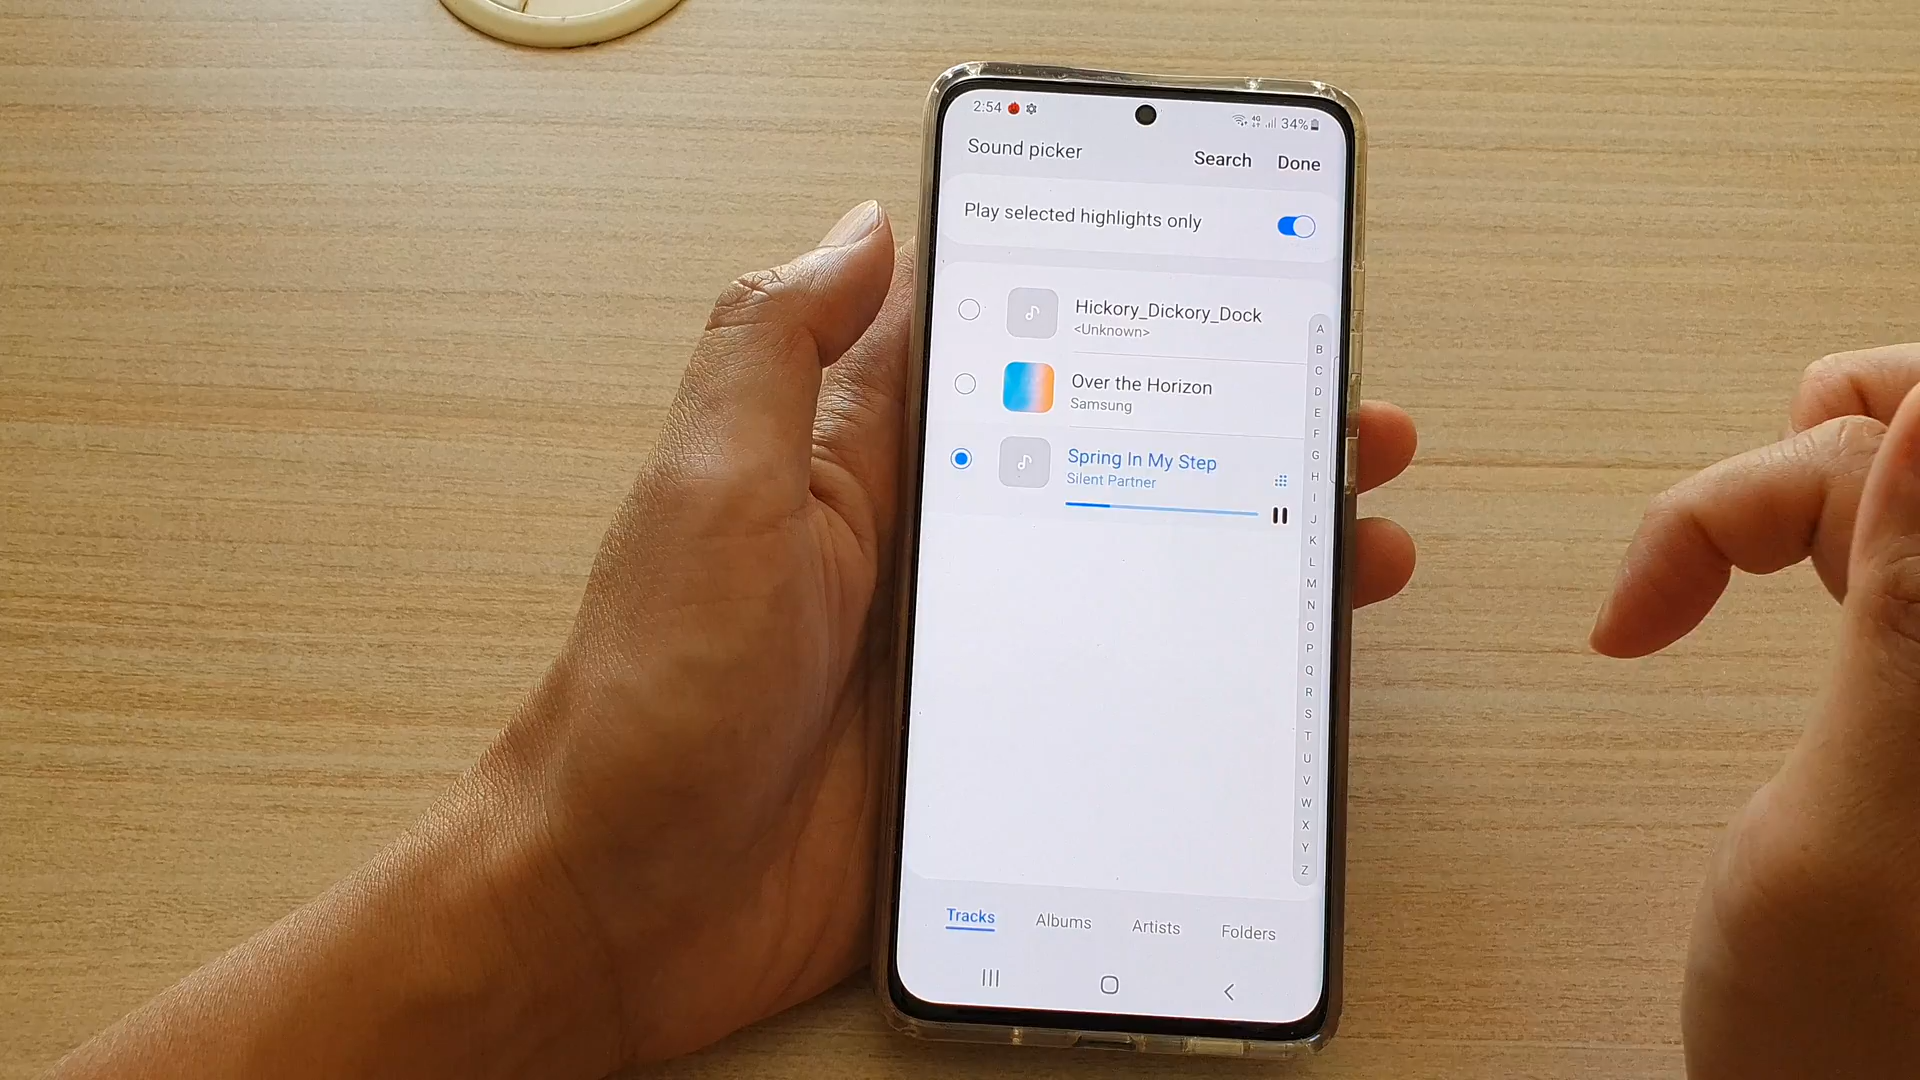 2:54
4G 34%
Sound picker
Search Done
Play selected highlights only
Hickory_Dickory_Dock
<Unknown>
Over the Horizon
Samsung
Spring In My Step
Silent Partner
A
B
C
D
E
F
G
H
I
J
K
L
M
N
O
P
Q
R
S
T
U
V
W
X
Y
Z
Tracks Albums Artists Folders